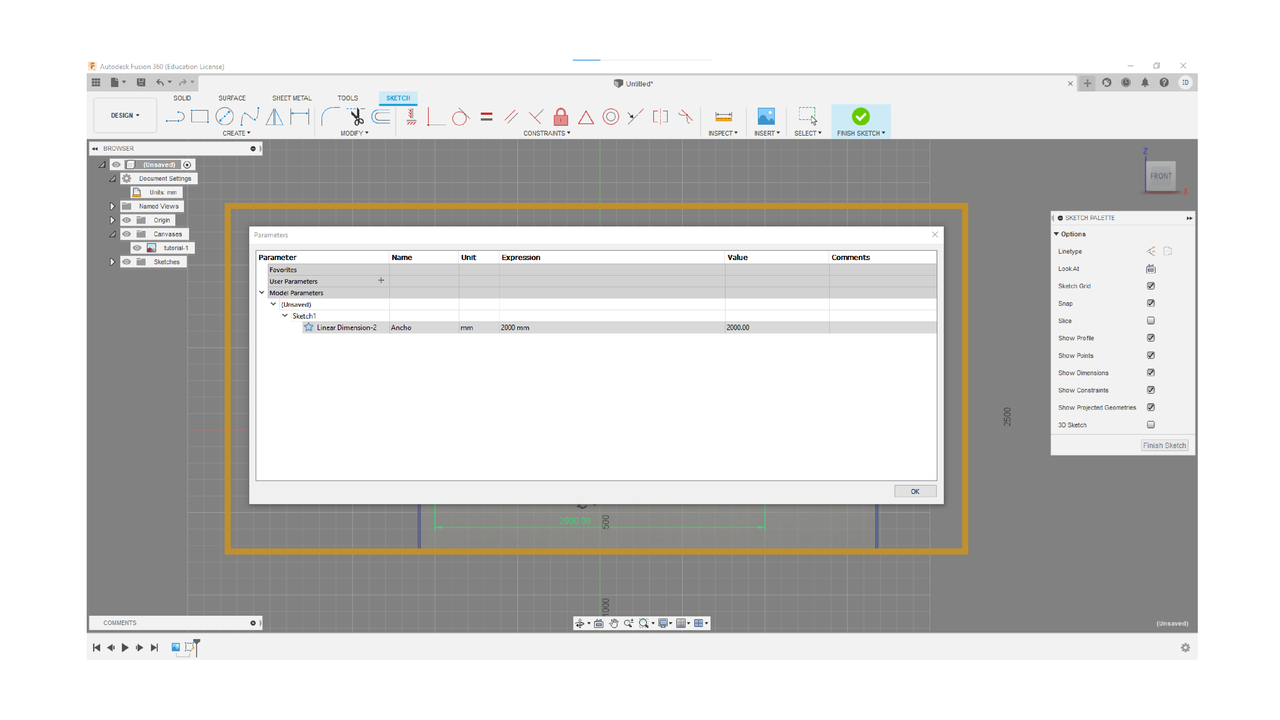 Autodesk Fusion 360 (Education License)
Untitled*
ID
DESIGN
SOLID SURFACE SHEET METAL TOOLS SKETCH
CREATE MODIFY CONSTRAINTS INSPECT INSERT SELECT FINISH SKETCH
BROWSER
(Unsaved)
Document Settings
Units: mm
Named Views
Origin
Canvases
tutorial-1
Sketches
Z
FRONT
X
Parameters
Parameter Name Unit Expression Value Comments
Favorites
User Parameters +
Model Parameters
(Unsaved)
Sketch1
Linear Dimension-2 Ancho mm 2000 mm 2000.00
OK
2000.00
500
1000
2500
SKETCH PALETTE
Options
Linetype
Look At
Sketch Grid
Snap
Slice
Show Profile
Show Points
Show Dimensions
Show Constraints
Show Projected Geometries
3D Sketch
Finish Sketch
COMMENTS
(Unsaved)